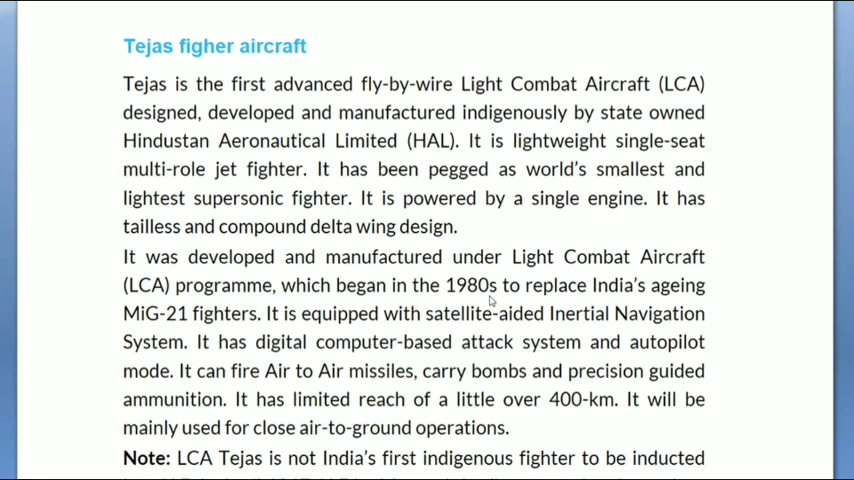 Tejas figher aircraft
Tejas is the first advanced fly-by-wire Light Combat Aircraft (LCA)
designed, developed and manufactured indigenously by state owned
Hindustan Aeronautical Limited (HAL). It is lightweight single-seat
multi-role jet fighter. It has been pegged as world's smallest and
lightest supersonic fighter. It is powered by a single engine. It has
tailless and compound delta wing design.
It was developed and manufactured under Light Combat Aircraft
(LCA) programme, which began in the 1980s to replace India's ageing
MiG-21 fighters. It is equipped with satellite-aided Inertial Navigation
System. It has digital computer-based attack system and autopilot
mode. It can fire Air to Air missiles, carry bombs and precision guided
ammunition. It has limited reach of a little over 400-km. It will be
mainly used for close air-to-ground operations.
Note: LCA Tejas is not India's first indigenous fighter to be inducted